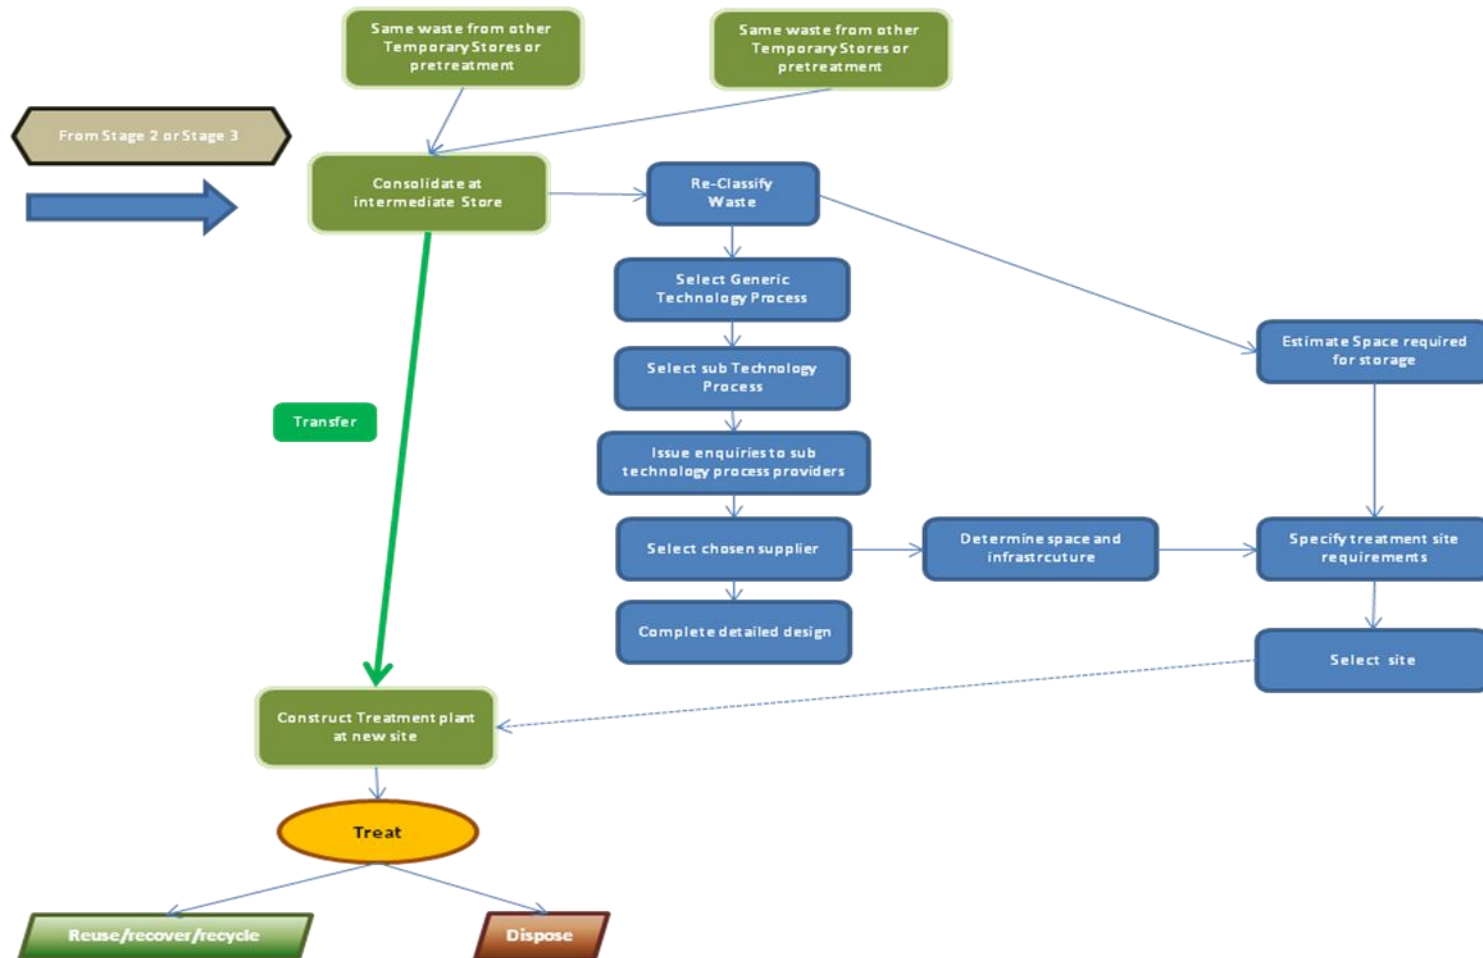 Same waste from other
Temporary Stores or
pretreatment
Same waste from other
Temporary Stores or
pretreatment
From Stage 2 or Stage 3
Consolidate at
intermediate Store
Re-Classify
Waste
Select Generic
Technology Process
Estimate Space required
for storage
Select sub Technology
Process
Transfer
Issue enquiries to sub
technology process providers
Select chosen supplier
Determine space and
infrastrcuture
Specify treatment site
requirements
Complete detailed design
Select site
Construct Treatment plant
at new site
Treat
Reuse/recover/recycle
Dispose